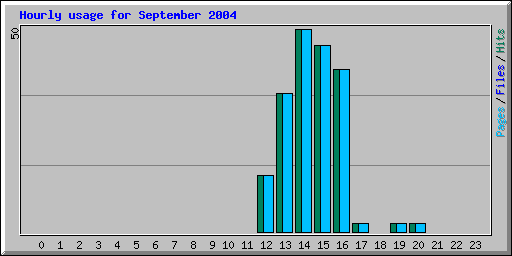 Hourly usage for September 2004
50
Pages/Files/Hits
0 1 2 3 4 5 6 7 8 9 10 11 12 13 14 15 16 17 18 19 20 21 22 23